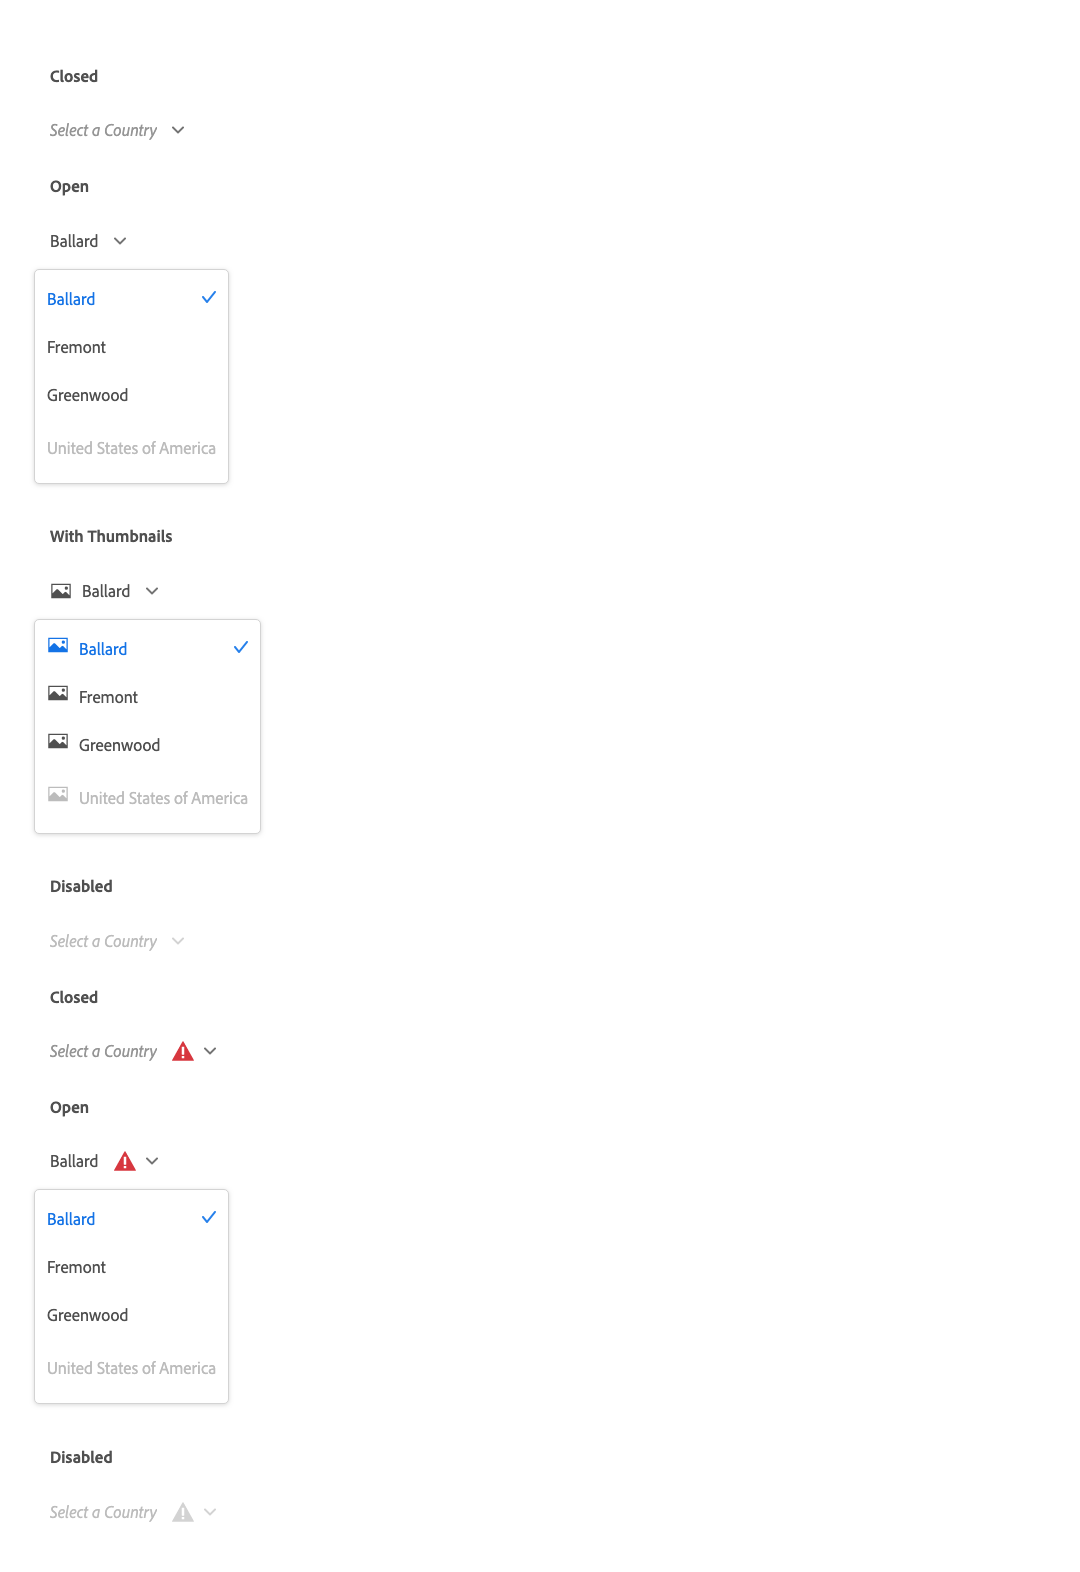 Closed
Select a Country
Open
Ballard
Ballard
Fremont
Greenwood
United States of America
With Thumbnails
Ballard
Ballard
Fremont
Greenwood
United States of America
Disabled
Select a Country
Closed
Select a Country
Open
Ballard
Ballard
Fremont
Greenwood
United States of America
Disabled
Select a Country